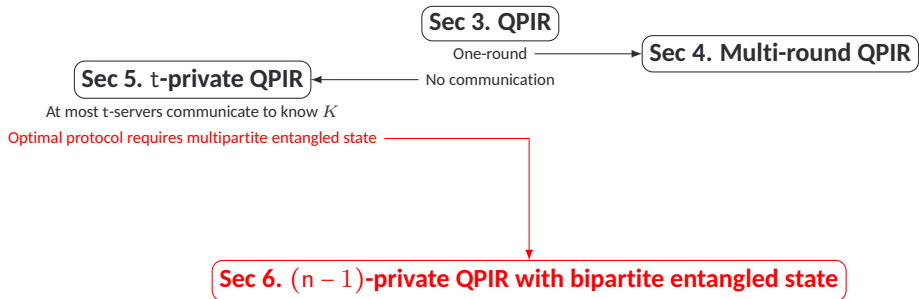 Sec 3. QPIR
One-round
Sec 4. Multi-round QPIR
Sec 5. t-private QPIR
No communication
At most t-servers communicate to know K
Optimal protocol requires multipartite entangled state
Sec 6. (n − 1)-private QPIR with bipartite entangled state